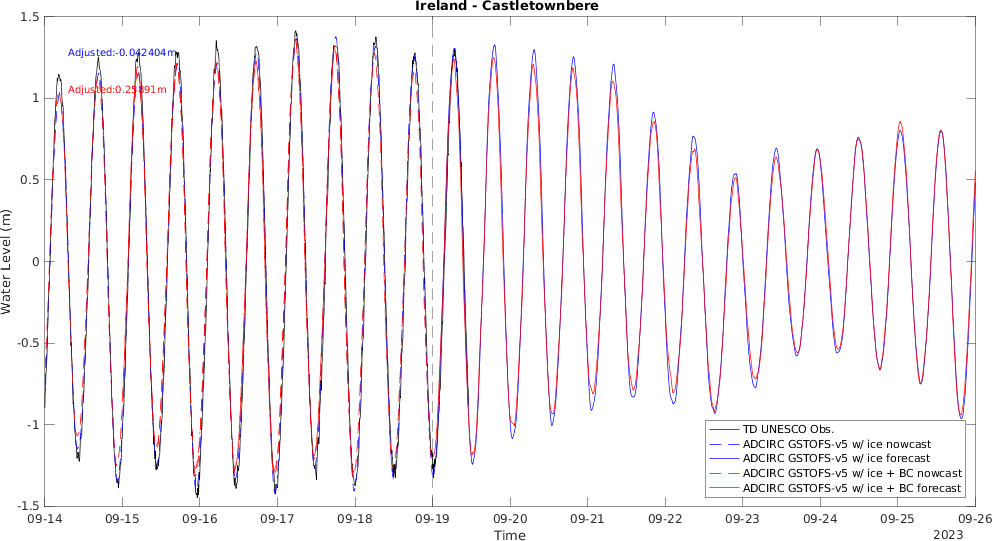 Ireland - Castletownbere
1.5
1
0.5
0
-0.5
-1
-1.5
Water Level (m)
Adjusted:-0.042404m
Adjusted:0.25891m
TD UNESCO Obs.
ADCIRC GSTOFS-v5 w/ ice nowcast
ADCIRC GSTOFS-v5 w/ ice forecast
ADCIRC GSTOFS-v5 w/ ice + BC nowcast
ADCIRC GSTOFS-v5 w/ ice + BC forecast
09-14 09-15 09-16 09-17 09-18 09-19 09-20 09-21 09-22 09-23 09-24 09-25 09-26
Time
2023